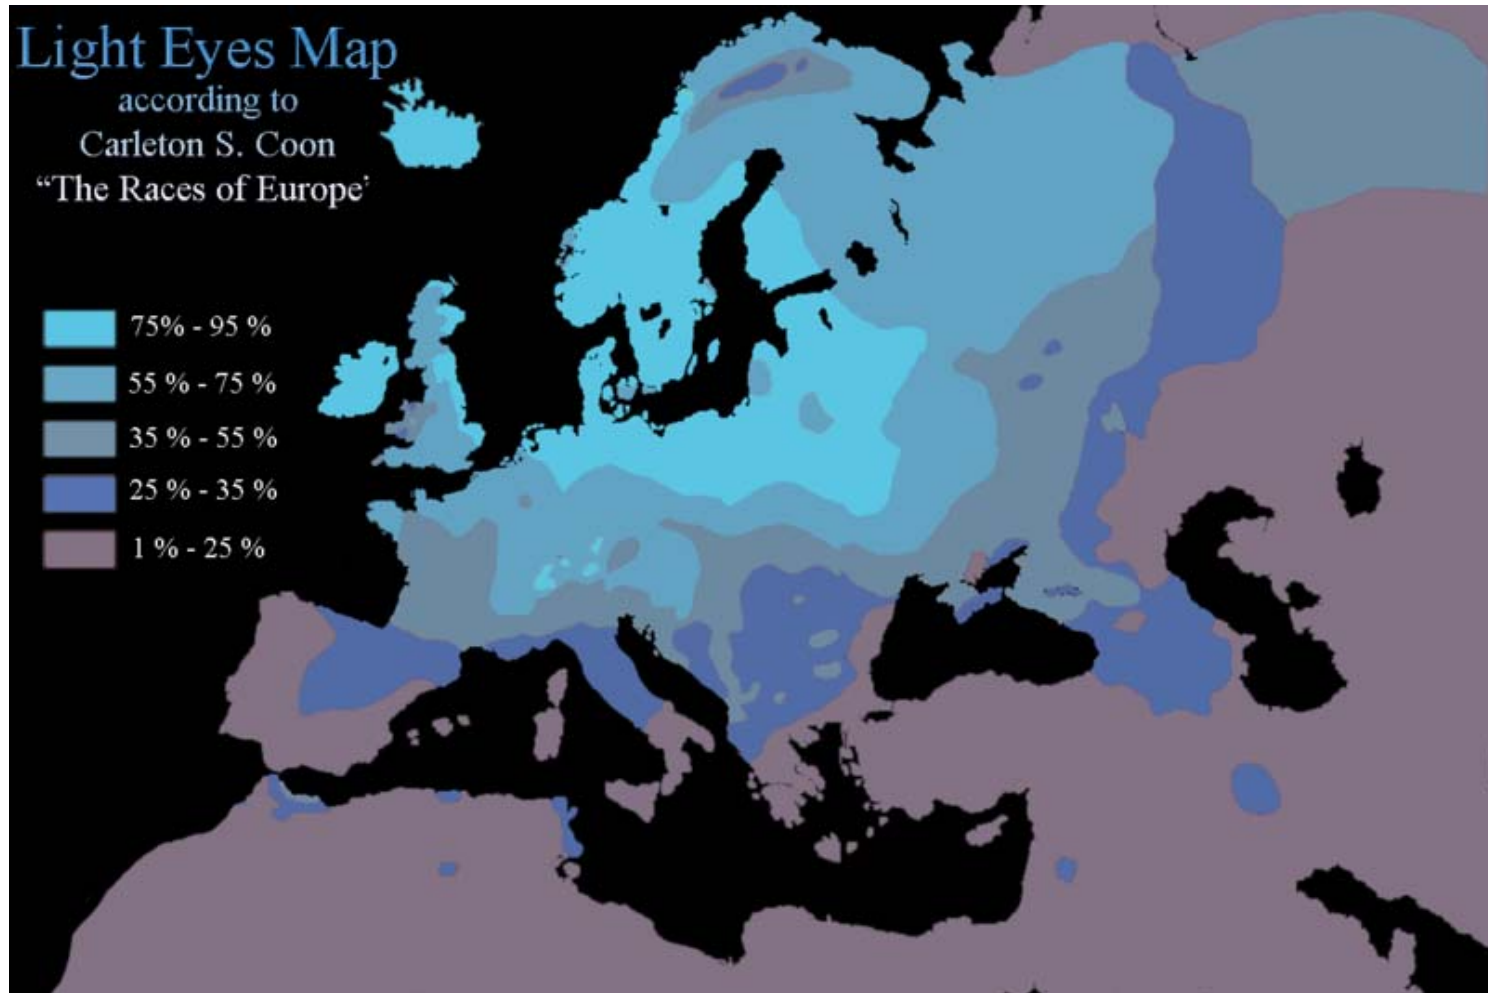 Light Eyes Map
according to
Carleton S. Coon
“The Races of Europe’
75% - 95 %
55 % - 75 %
35 % - 55 %
25 % - 35 %
1 % - 25 %